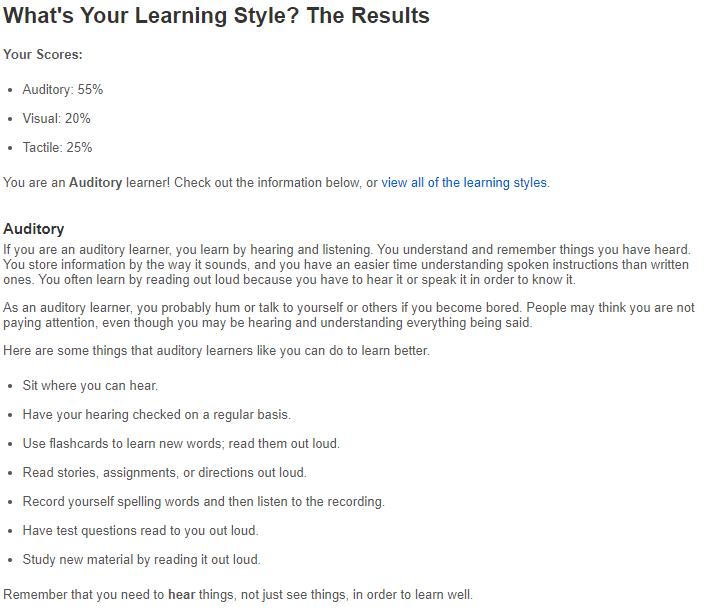 What's Your Learning Style? The Results
Your Scores:
• Auditory: 55%
• Visual: 20%
• Tactile: 25%
You are an Auditory learner! Check out the information below, or view all of the learning styles.
Auditory
If you are an auditory learner, you learn by hearing and listening. You understand and remember things you have heard.
You store information by the way it sounds, and you have an easier time understanding spoken instructions than written
ones. You often learn by reading out loud because you have to hear it or speak it in order to know it.
As an auditory learner, you probably hum or talk to yourself or others if you become bored. People may think you are not
paying attention, even though you may be hearing and understanding everything being said.
Here are some things that auditory learners like you can do to learn better.
• Sit where you can hear.
• Have your hearing checked on a regular basis.
• Use flashcards to learn new words; read them out loud.
• Read stories, assignments, or directions out loud.
• Record yourself spelling words and then listen to the recording.
• Have test questions read to you out loud.
• Study new material by reading it out loud.
Remember that you need to hear things, not just see things, in order to learn well.